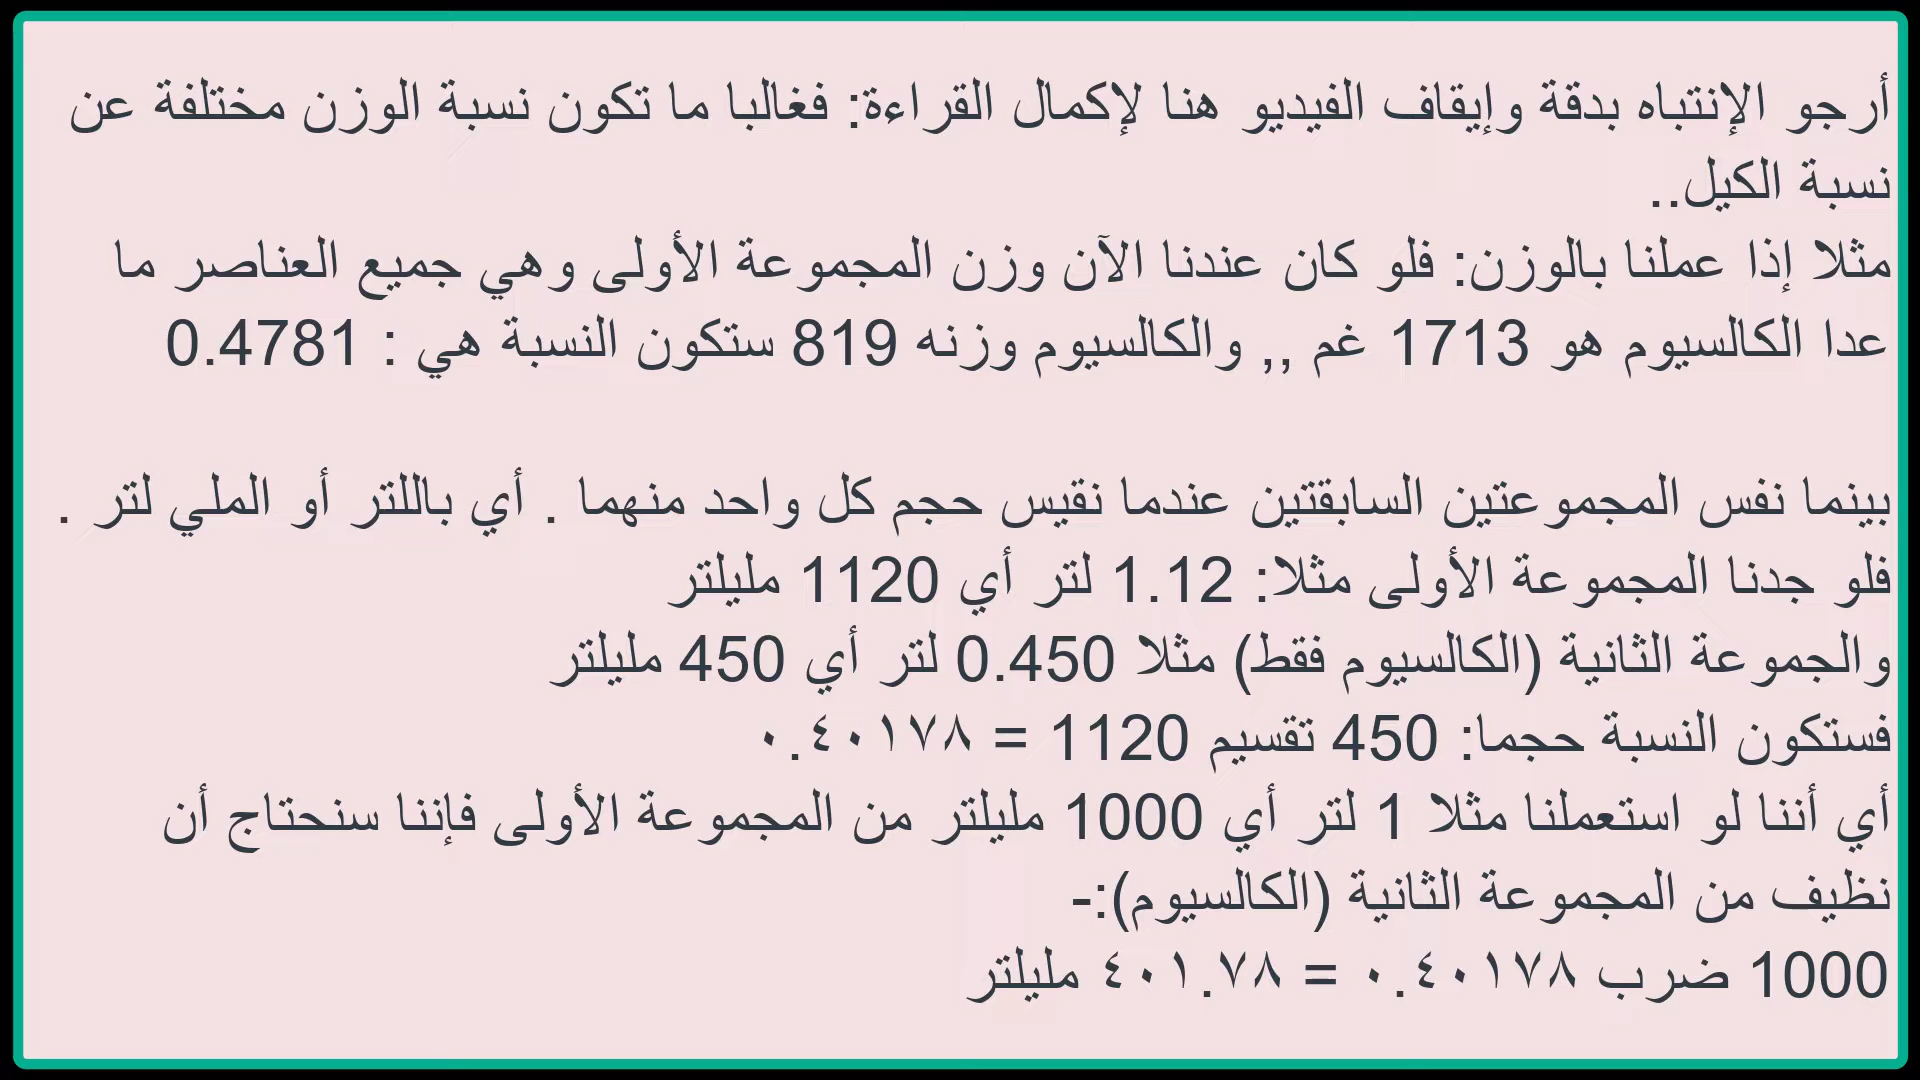 أرجو الإنتباه بدقة وإيقاف الفيديو هنا لإكمال القراءة: فغالبا ما تكون نسبة الوزن مختلفة عن
نسبة الكيل..
مثلا إذا عملنا بالوزن: فلو كان عندنا الآن وزن المجموعة الأولى وهي جميع العناصر ما
عدا الكالسيوم هو 1713 غم ,, والكالسيوم وزنه 819 ستكون النسبة هي : 0.4781
بينما نفس المجموعتين السابقتين عندما نقيس حجم كل واحد منهما . أي باللتر أو الملي لتر .
فلو جدنا المجموعة الأولى مثلا: 1.12 لتر أي 1120 مليلتر
والجموعة الثانية (الكالسيوم فقط) مثلا 0.450 لتر أي 450 مليلتر
فستكون النسبة حجما: 450 تقسيم 1120 = ٠.٤٠١٧٨
أي أننا لو استعملنا مثلا 1 لتر أي 1000 مليلتر من المجموعة الأولى فإننا سنحتاج أن
نظيف من المجموعة الثانية (الكالسيوم):-
1000 ضرب ٠.٤٠١٧٨ = ٤٠١.٧٨ مليلتر